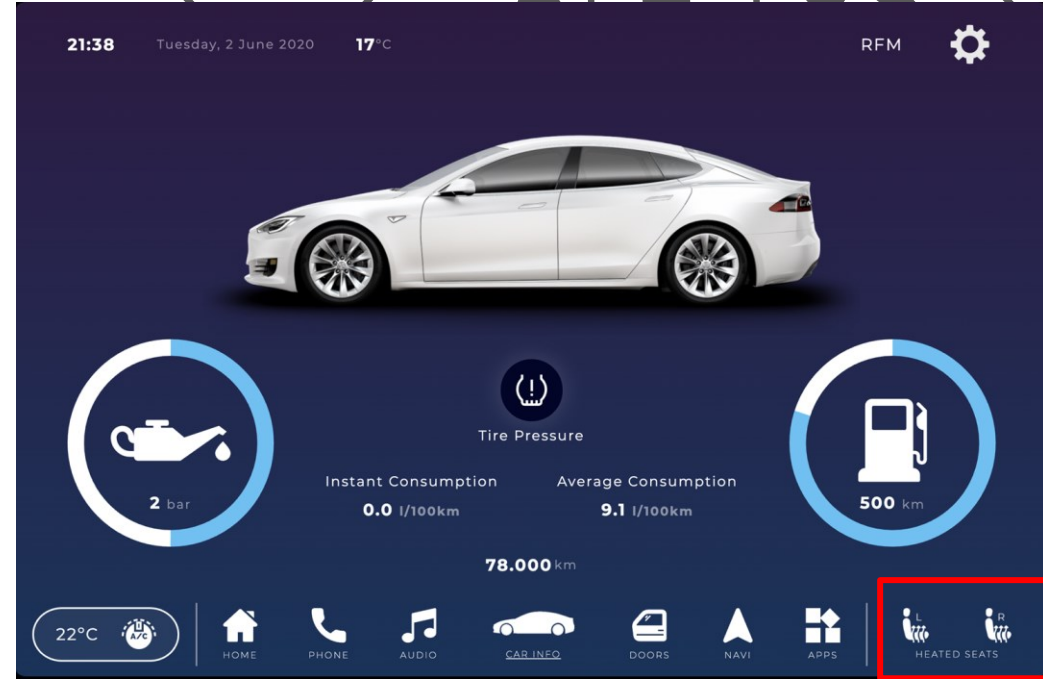 21:38 Tuesday, 2 June 2020 17°C RFM
Tire Pressure
Instant Consumption Average Consumption
2 bar 0.0 l/100km 9.1 l/100km 500 km
78.000 km
L R
22°C A/C
HOME PHONE AUDIO CAR INFO DOORS NAVI APPS HEATED SEATS